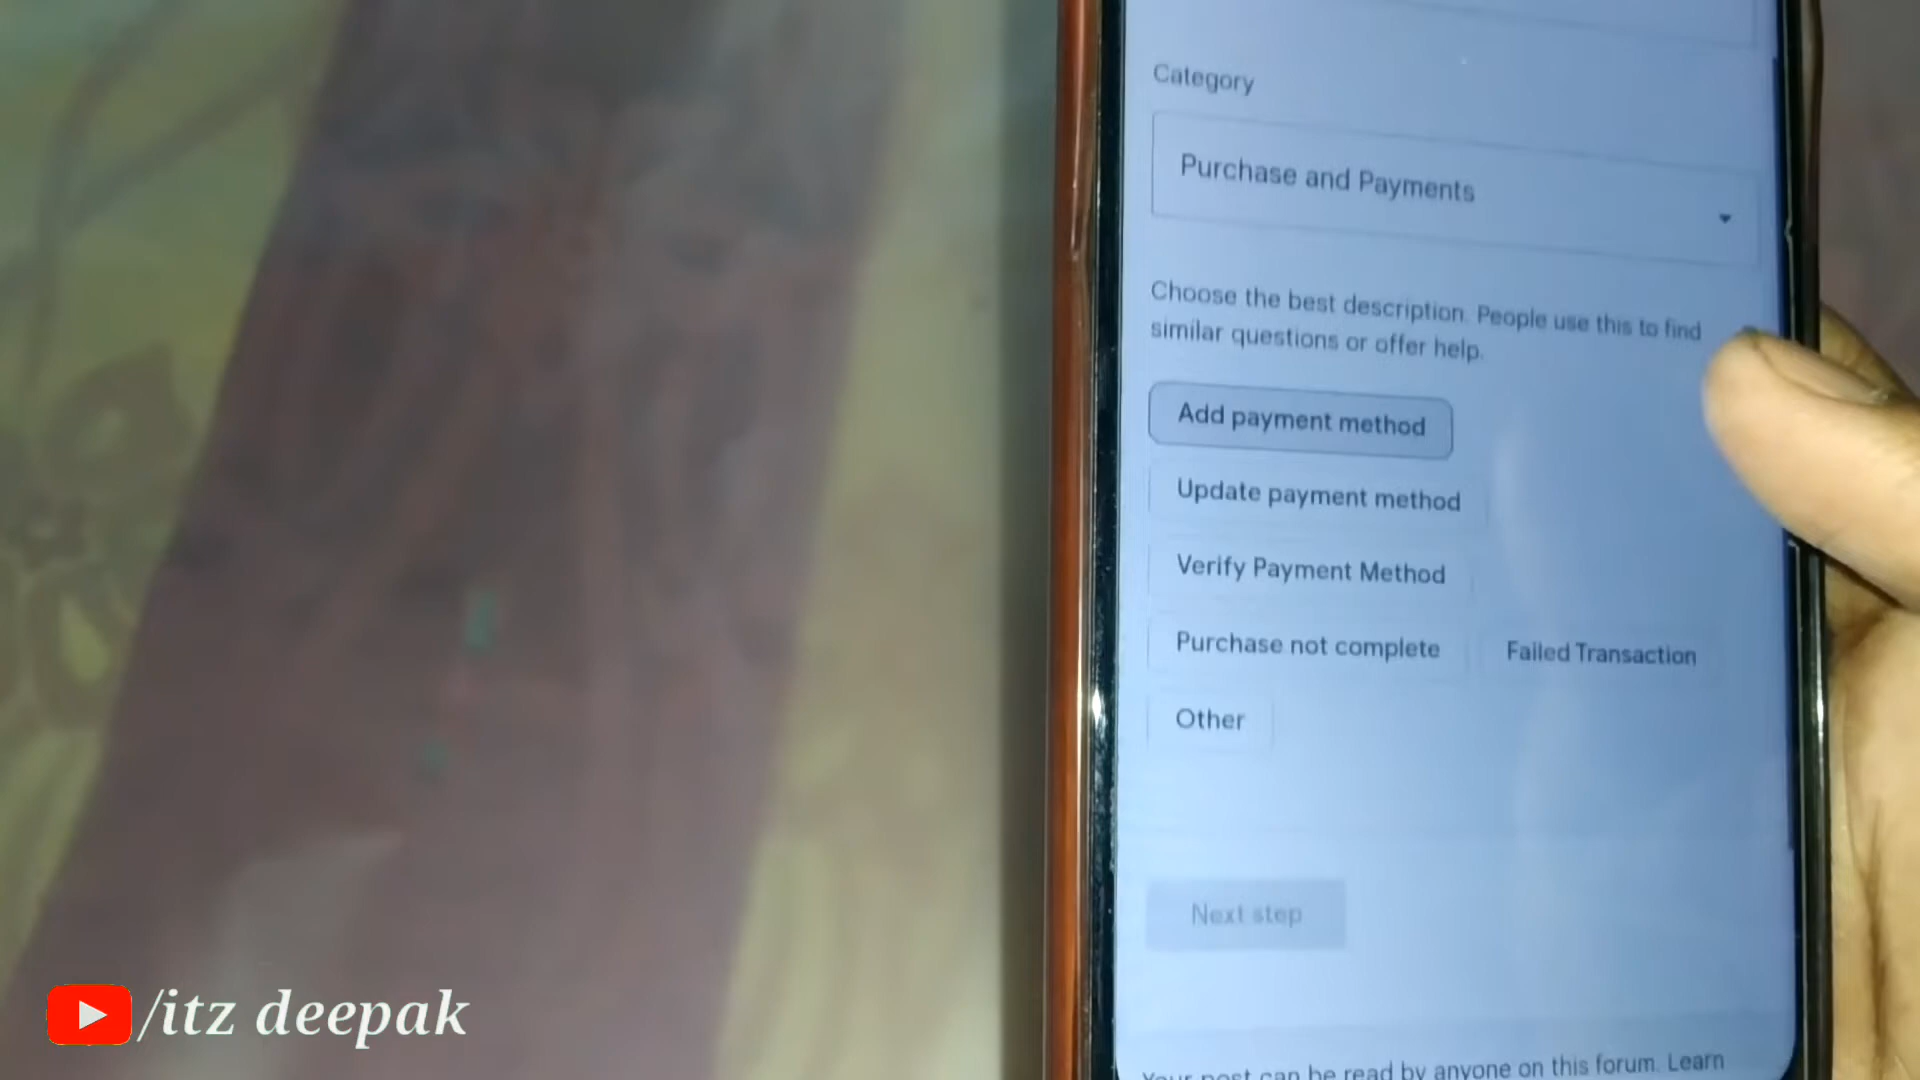 Category
Purchase and Payments
Choose the best description. People use this to find
similar questions or offer help.
Add payment method
Update payment method
Verify Payment Method
Purchase not complete
Failed Transaction
Other
Next step
Your post can be read by anyone on this forum. Learn
/itz deepak